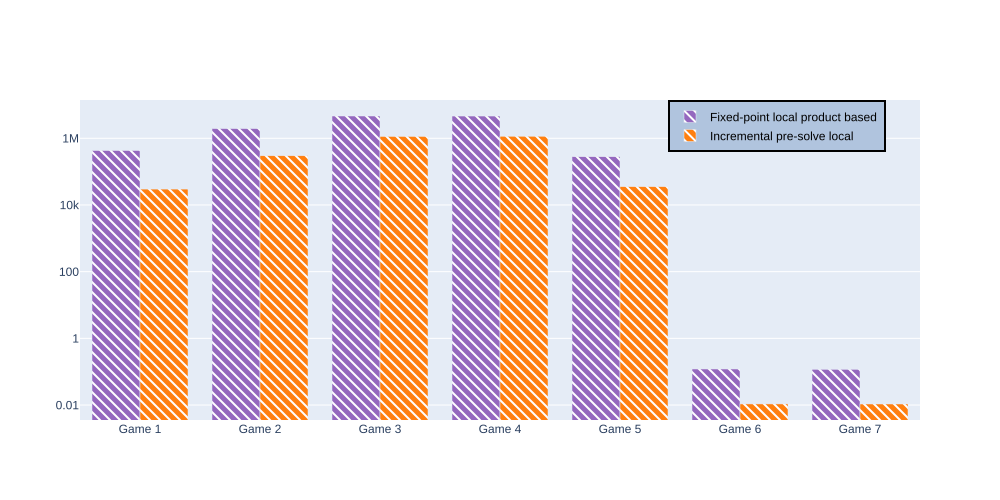 Fixed-point local product based
Incremental pre-solve local
1M
10k
100
1
0.01
Game 1
Game 2
Game 3
Game 4
Game 5
Game 6
Game 7